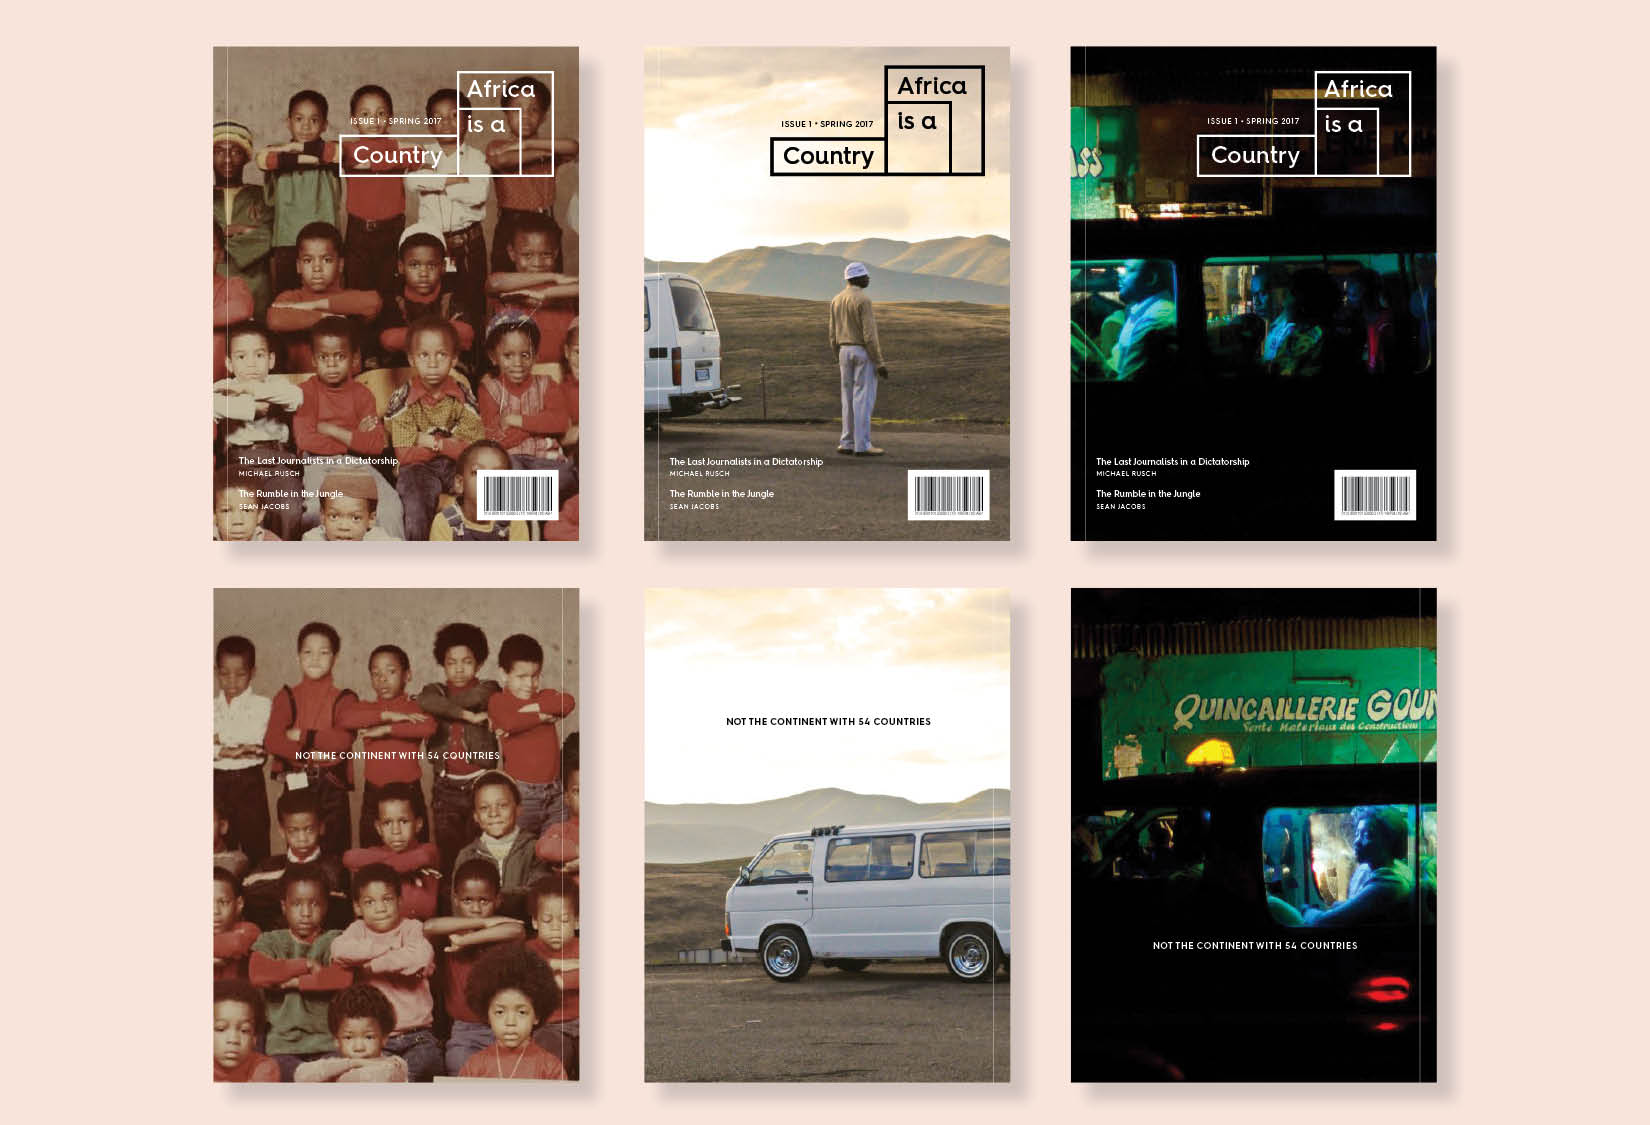 Africa
is a
ISSUE 1 • SPRING 2017
Country
The Last Journalists in a Dictatorship
MICHAEL RUSCH
The Rumble in the Jungle
SEAN JACOBS
Africa
is a
ISSUE 1 • SPRING 2017
Country
The Last Journalists in a Dictatorship
MICHAEL RUSCH
The Rumble in the Jungle
SEAN JACOBS
Africa
is a
ISSUE 1 • SPRING 2017
Country
The Last Journalists in a Dictatorship
MICHAEL RUSCH
The Rumble in the Jungle
SEAN JACOBS
NOT THE CONTINENT WITH 54 COUNTRIES
NOT THE CONTINENT WITH 54 COUNTRIES
QUINCAILLERIE GOUN
Vente Materiaux des Constructions
NOT THE CONTINENT WITH 54 COUNTRIES